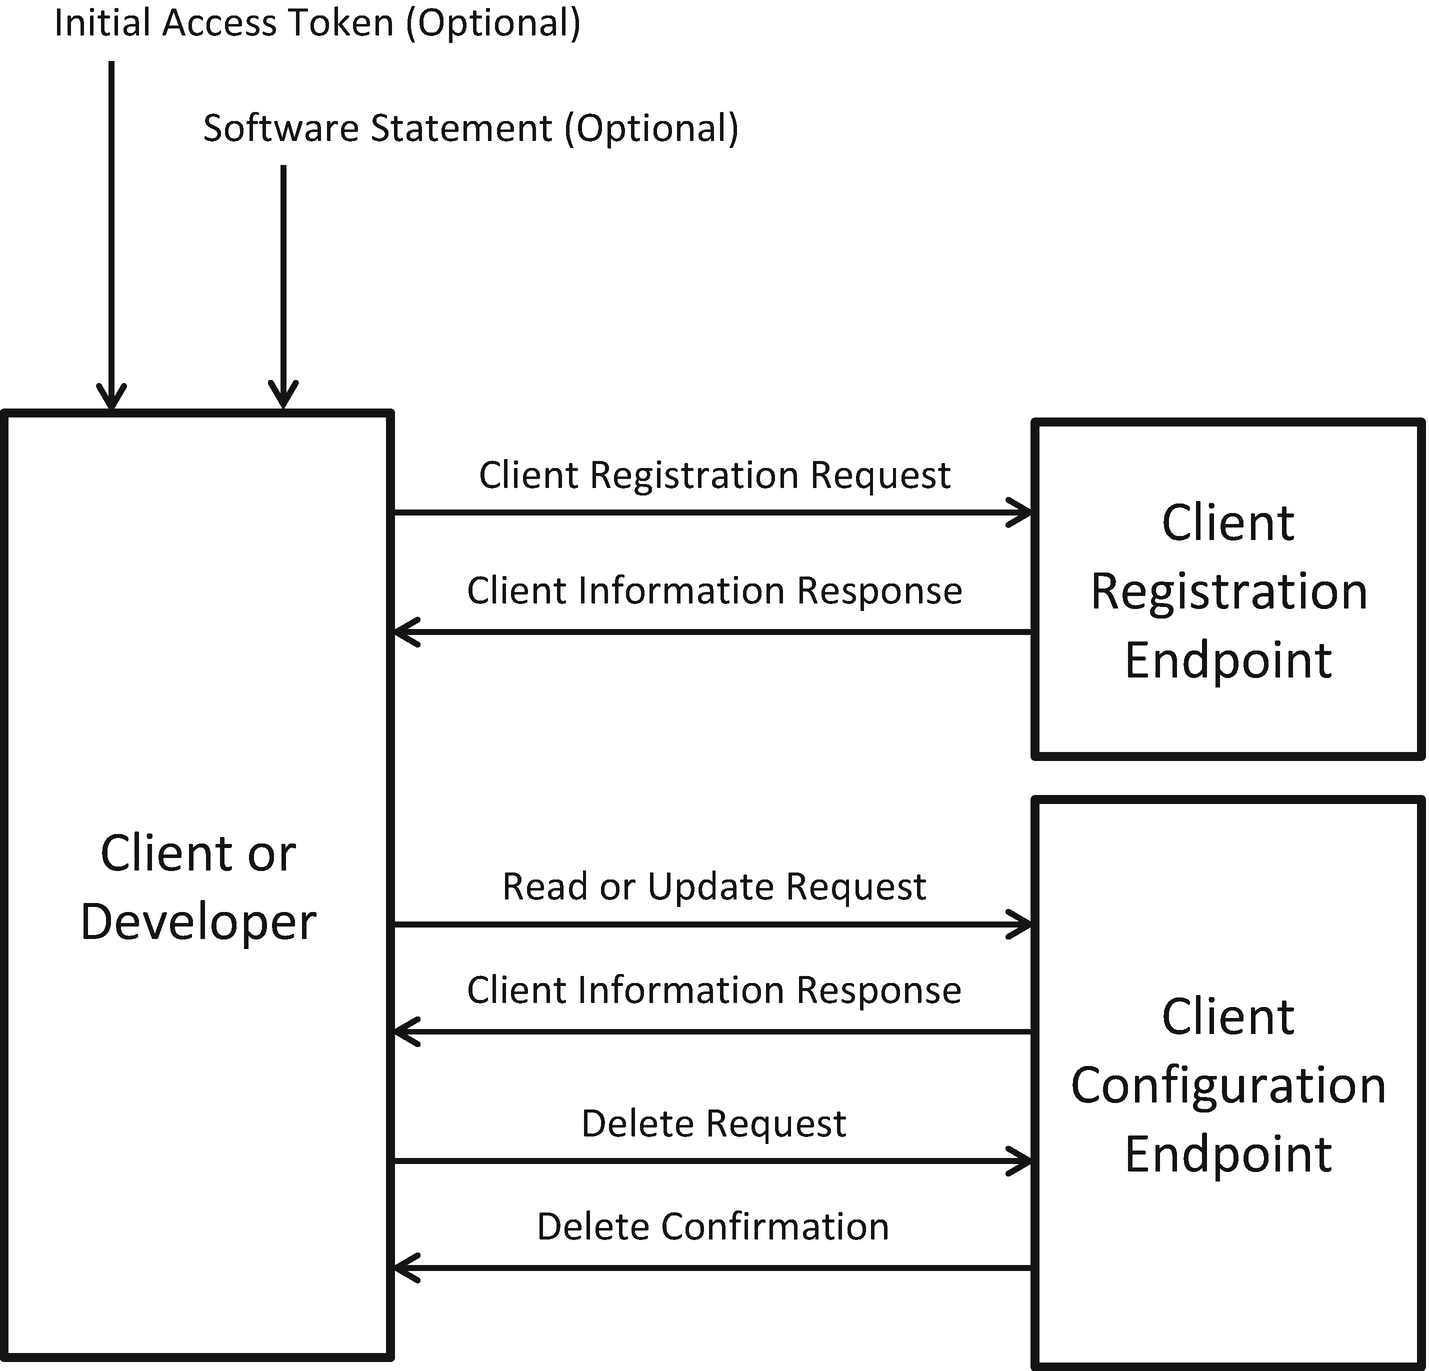 Initial Access Token (Optional)
Software Statement (Optional)
Client Registration Request
Client Information Response
Client
Registration
Endpoint
Client or
Developer
Read or Update Request
Client Information Response
Delete Request
Delete Confirmation
Client
Configuration
Endpoint